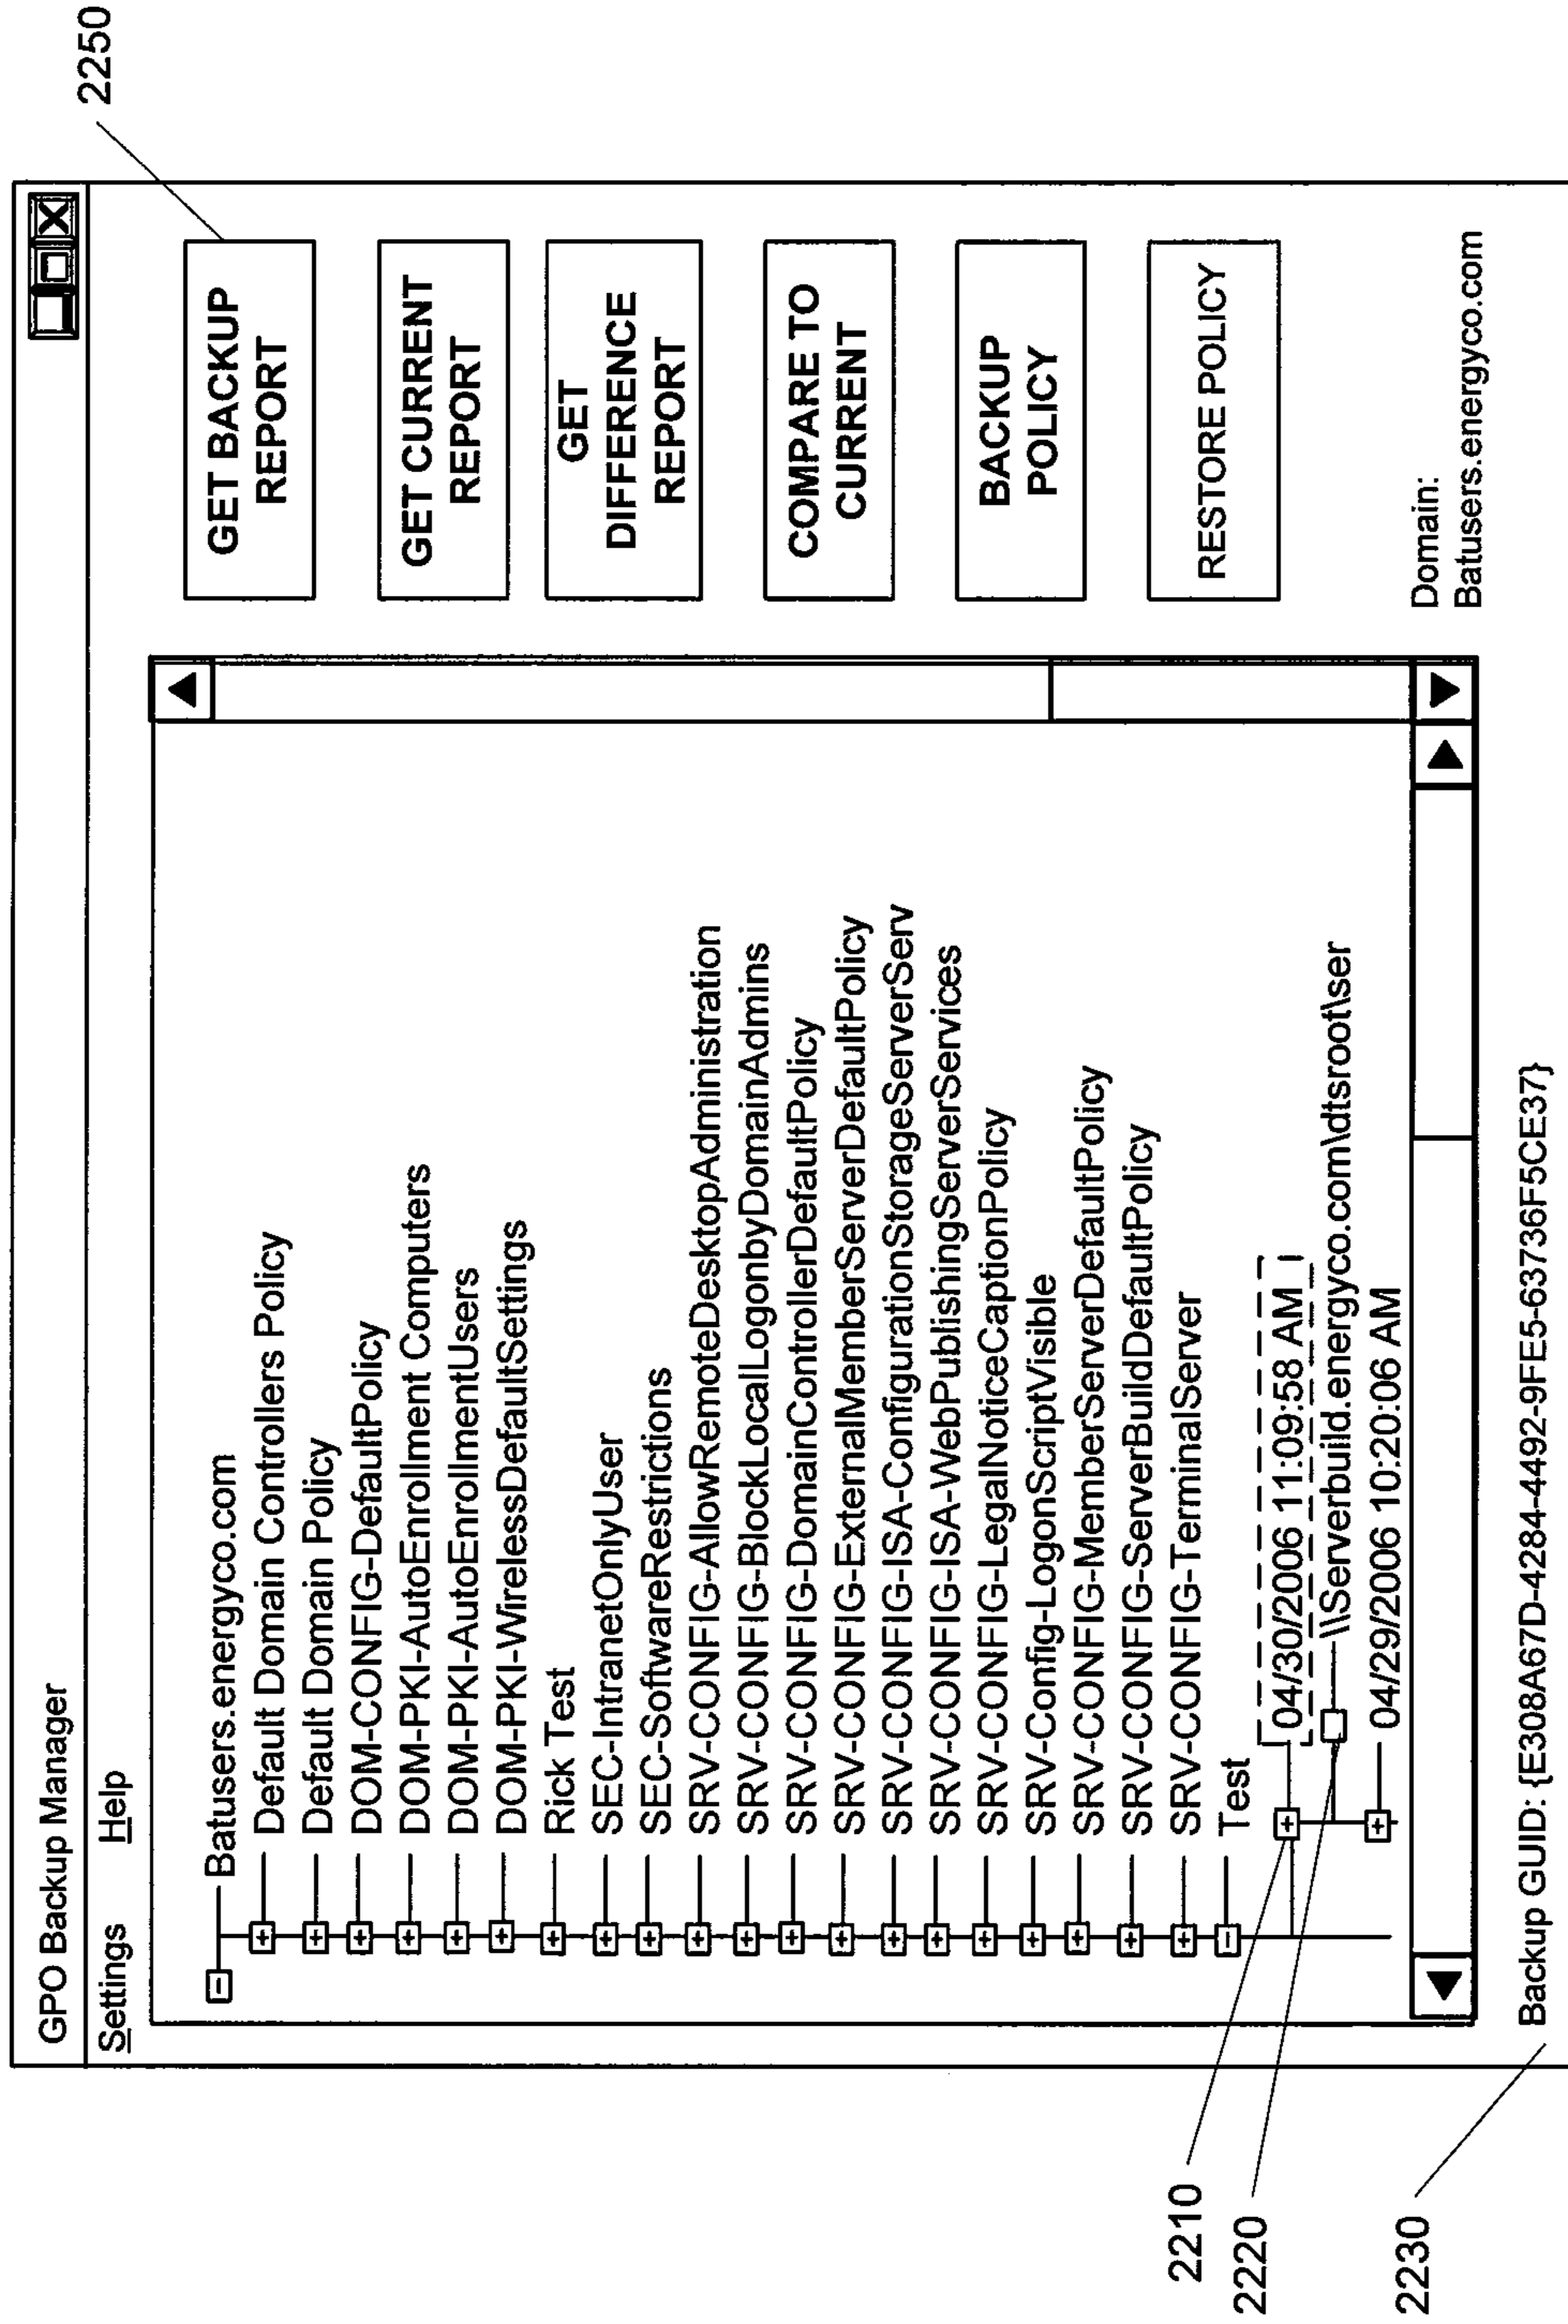 GPO Backup Manager
Settings Help
Batusers.energyco.com
Default Domain Controllers Policy
Default Domain Policy
DOM-CONFIG-DefaultPolicy
DOM-PKI-AutoEnrollment Computers
DOM-PKI-AutoEnrollmentUsers
DOM-PKI-WirelessDefaultSettings
Rick Test
SEC-IntranetOnlyUser
SEC-SoftwareRestrictions
SRV-CONFIG-AllowRemoteDesktopAdministration
SRV-CONFIG-BlockLocalLogonbyDomainAdmins
SRV-CONFIG-DomainControllerDefaultPolicy
SRV-CONFIG-ExternalMemberServerDefaultPolicy
SRV-CONFIG-ISA-ConfigurationStorageServerServ
SRV-CONFIG-ISA-WebPublishingServerServices
SRV-CONFIG-LegalNoticeCaptionPolicy
SRV-Config-LogonScriptVisible
SRV-CONFIG-MemberServerDefaultPolicy
SRV-CONFIG-ServerBuildDefaultPolicy
SRV-CONFIG-TerminalServer
Test
04/30/2006 11:09:58 AM
\\Serverbuild.energyco.com\dtsroot\ser
04/29/2006 10:20:06 AM
GET BACKUP
REPORT
GET CURRENT
REPORT
GET
DIFFERENCE
REPORT
COMPARE TO
CURRENT
BACKUP
POLICY
RESTORE POLICY
Domain:
Batusers.energyco.com
Backup GUID: {E308A67D-4284-4492-9FE5-63736F5CE37}
2250
2210
2220
2230